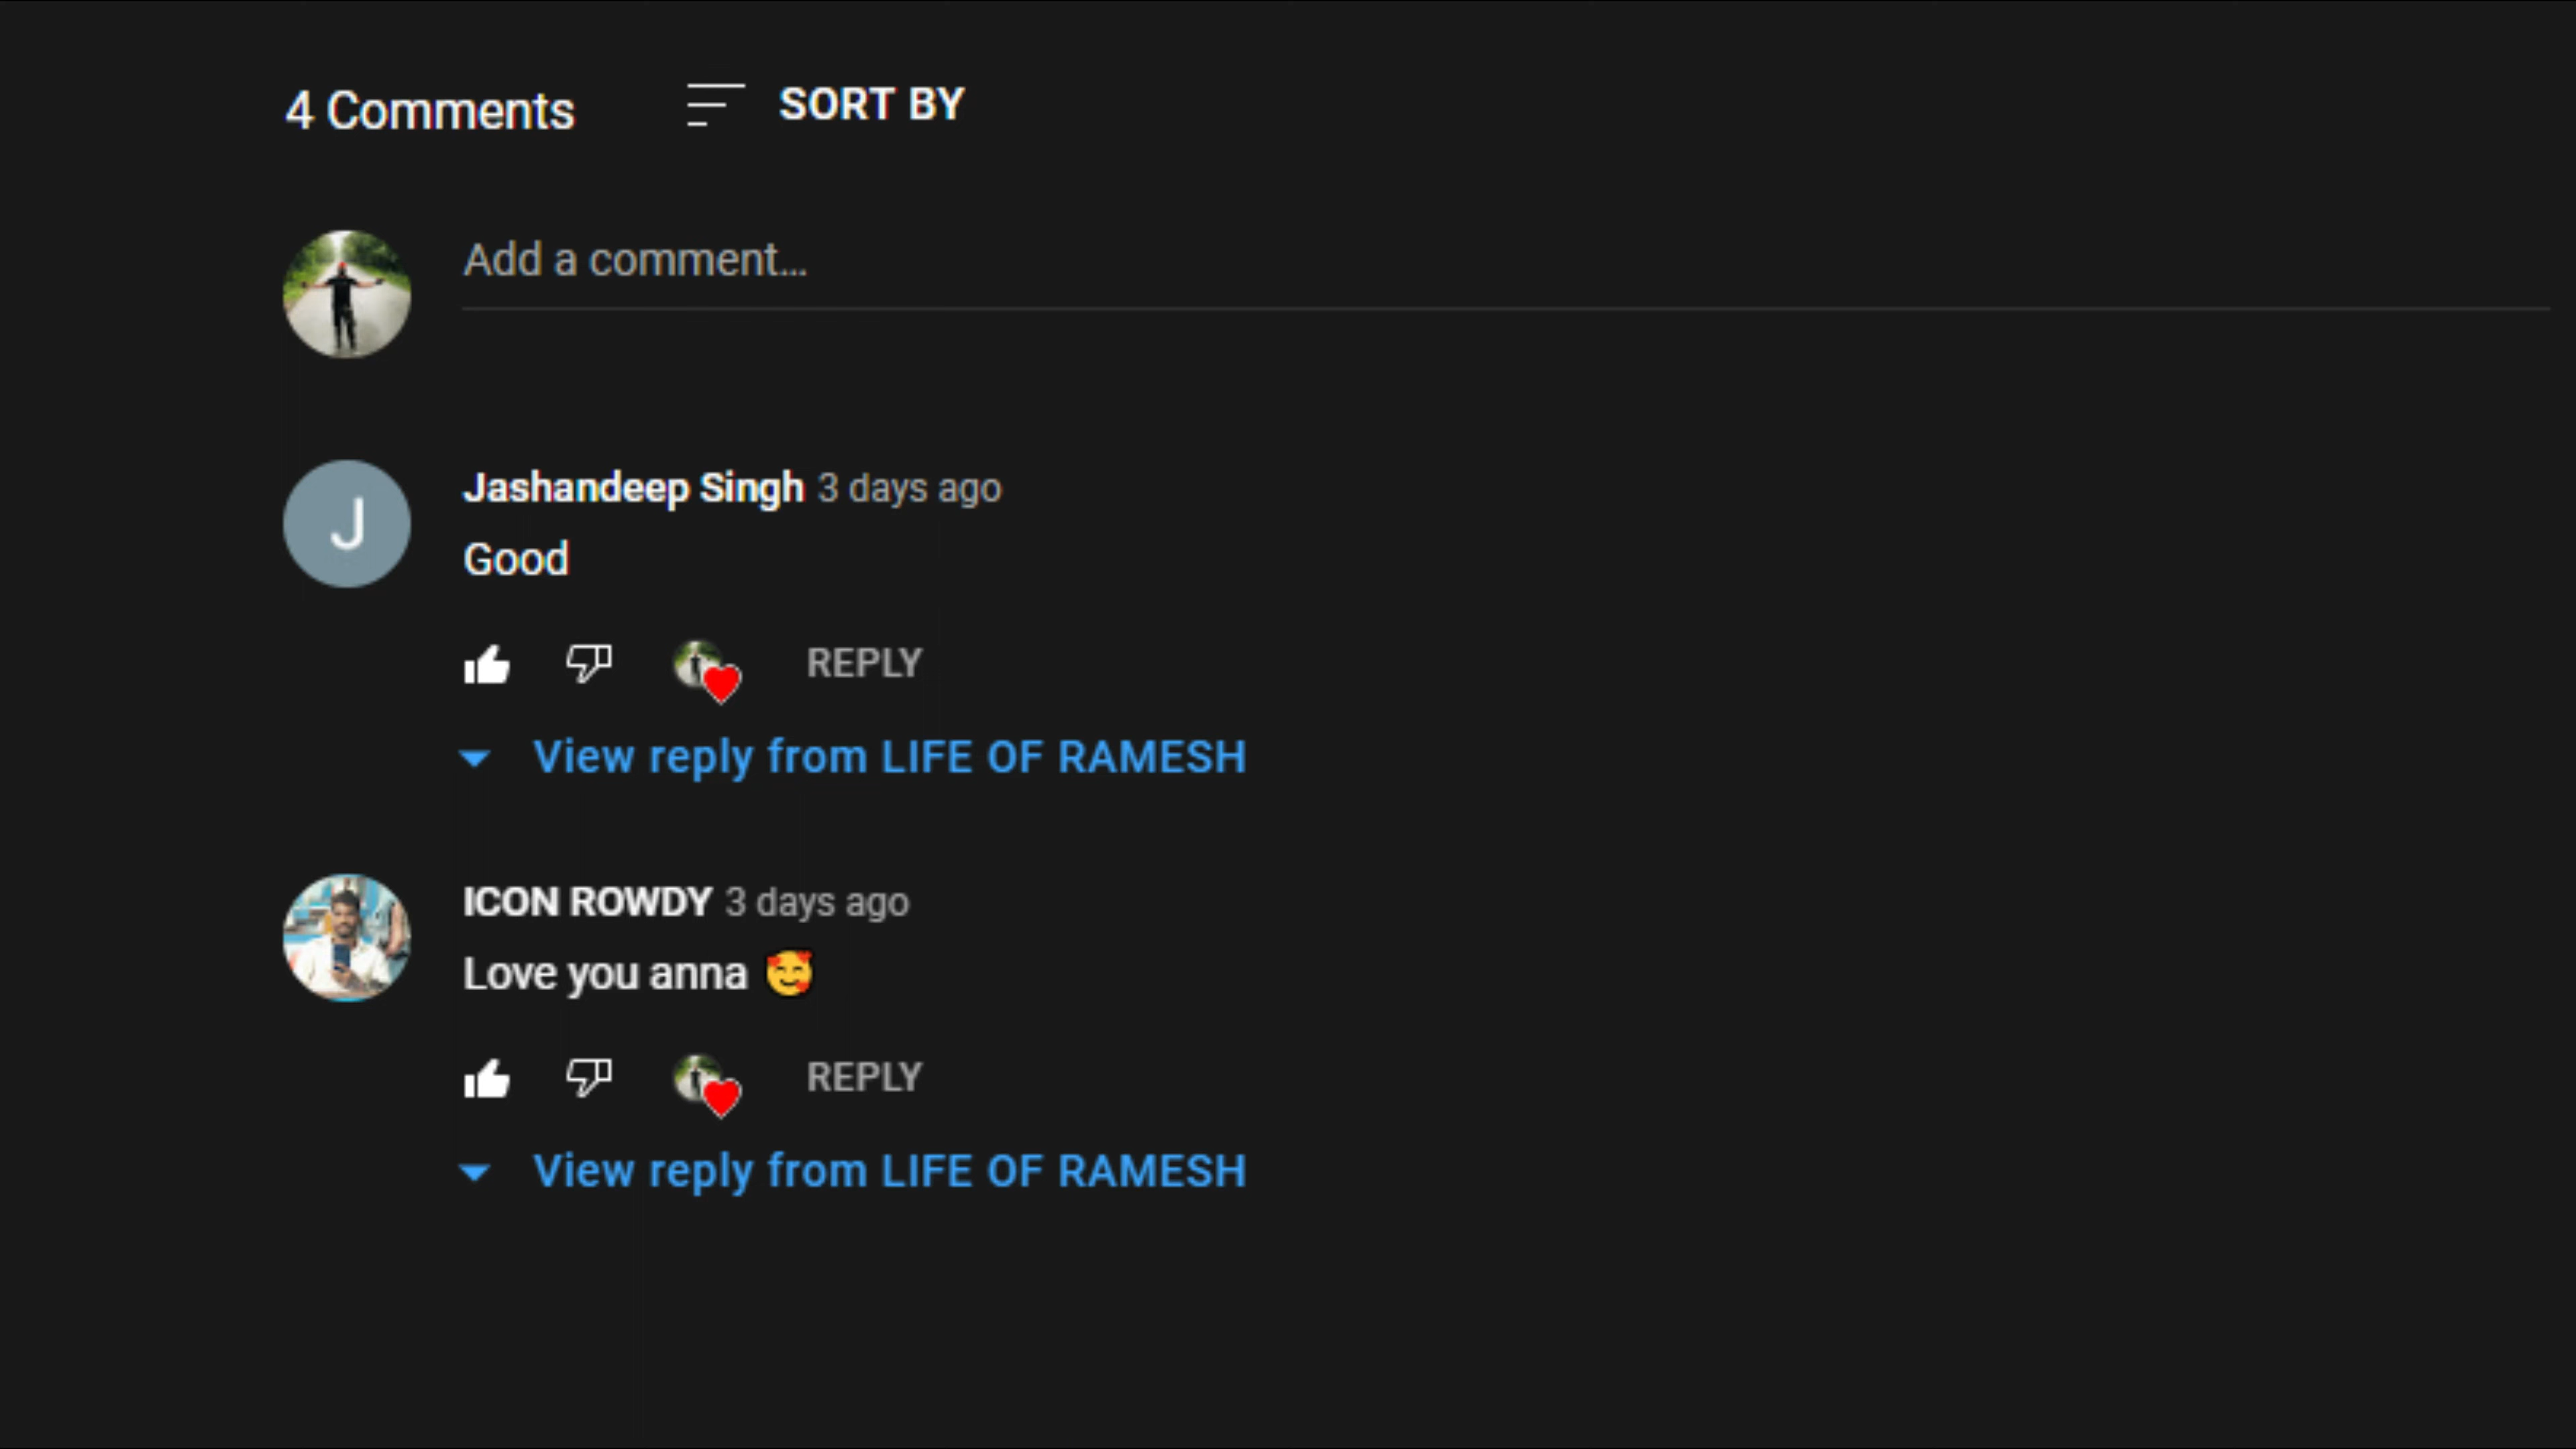 4 Comments SORT BY
Add a comment...
J
Jashandeep Singh 3 days ago
Good
REPLY
View reply from LIFE OF RAMESH
ICON ROWDY 3 days ago
Love you anna 🥰
REPLY
View reply from LIFE OF RAMESH